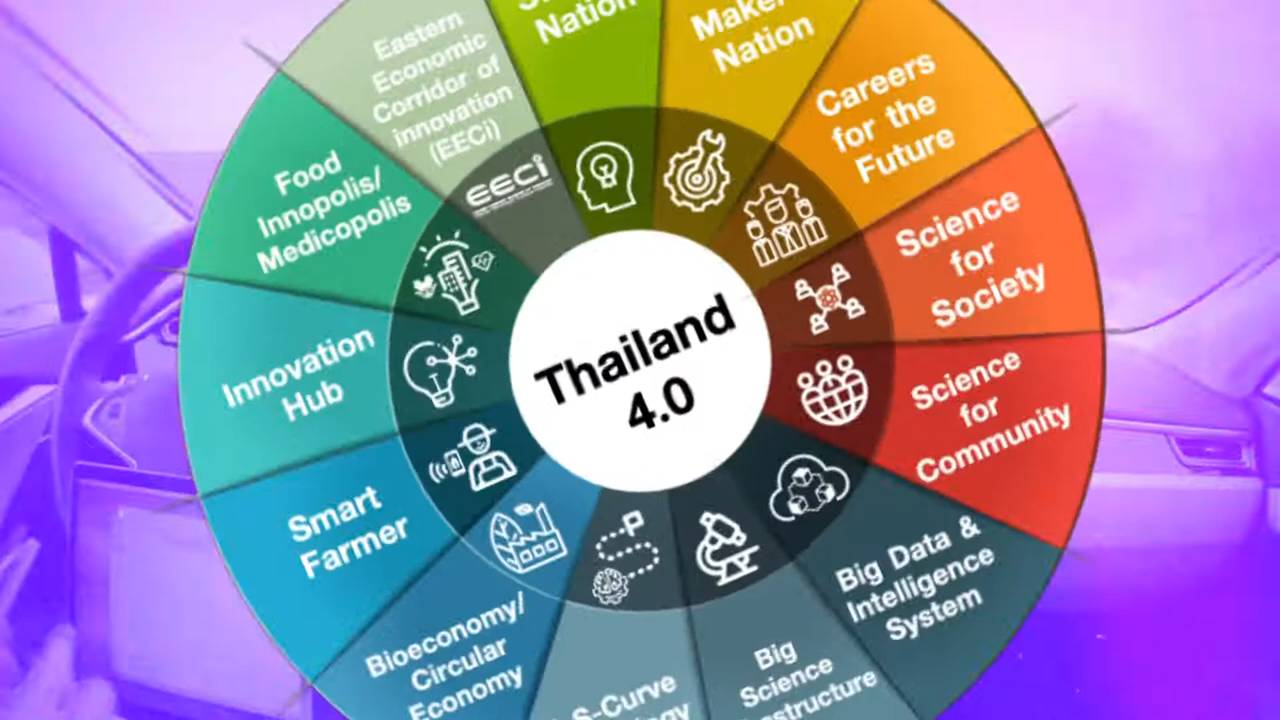 Nation
Nation
Careers
for the
Future
Science
for
Society
Science
for
Community
Big Data &
Intelligence
System
Big
Science
S-Curve
Bioeconomy/
Circular
Economy
Smart
Farmer
Innovation
Hub
Food
Innopolis/
Medicopolis
Eastern
Economic
Corridor of
innovation
(EECi)
EECi
Thailand
4.0